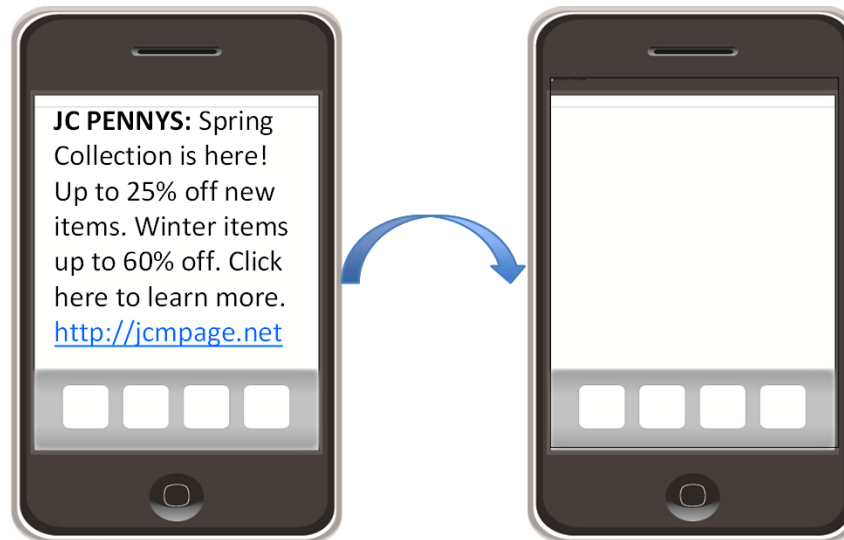 JC PENNYS: Spring
Collection is here!
Up to 25% off new
items. Winter items
up to 60% off. Click
here to learn more.
http://jcmpage.net